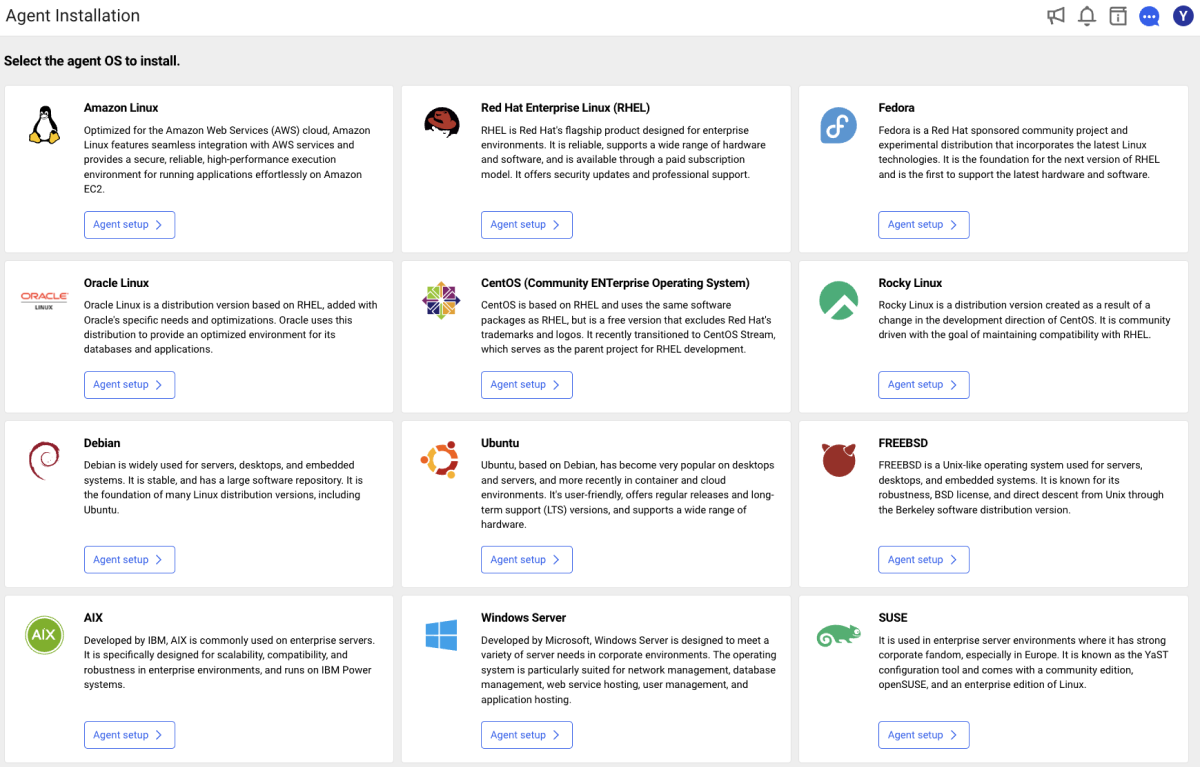 Agent Installation
Y
Select the agent OS to install.
Amazon Linux
Optimized for the Amazon Web Services (AWS) cloud, Amazon
Linux features seamless integration with AWS services and
provides a secure, reliable, high-performance execution
environment for running applications effortlessly on Amazon
EC2.
Agent setup
Red Hat Enterprise Linux (RHEL)
RHEL is Red Hat's flagship product designed for enterprise
environments. It is reliable, supports a wide range of hardware
and software, and is available through a paid subscription
model. It offers security updates and professional support.
Agent setup
Fedora
Fedora is a Red Hat sponsored community project and
experimental distribution that incorporates the latest Linux
technologies. It is the foundation for the next version of RHEL
and is the first to support the latest hardware and software.
Agent setup
ORACLE
LINUX
Oracle Linux
Oracle Linux is a distribution version based on RHEL, added with
Oracle's specific needs and optimizations. Oracle uses this
distribution to provide an optimized environment for its
databases and applications.
Agent setup
CentOS (Community ENTerprise Operating System)
CentOS is based on RHEL and uses the same software
packages as RHEL, but is a free version that excludes Red Hat's
trademarks and logos. It recently transitioned to CentOS Stream,
which serves as the parent project for RHEL development.
Agent setup
Rocky Linux
Rocky Linux is a distribution version created as a result of a
change in the development direction of CentOS. It is community
driven with the goal of maintaining compatibility with RHEL.
Agent setup
Debian
Debian is widely used for servers, desktops, and embedded
systems. It is stable, and has a large software repository. It is
the foundation of many Linux distribution versions, including
Ubuntu.
Agent setup
Ubuntu
Ubuntu, based on Debian, has become very popular on desktops
and servers, and more recently in container and cloud
environments. It's user-friendly, offers regular releases and long-
term support (LTS) versions, and supports a wide range of
hardware.
Agent setup
FREEBSD
FREEBSD is a Unix-like operating system used for servers,
desktops, and embedded systems. It is known for its
robustness, BSD license, and direct descent from Unix through
the Berkeley software distribution version.
Agent setup
AIX
AIX
Developed by IBM, AIX is commonly used on enterprise servers.
It is specifically designed for scalability, compatibility, and
robustness in enterprise environments, and runs on IBM Power
systems.
Agent setup
Windows Server
Developed by Microsoft, Windows Server is designed to meet a
variety of server needs in corporate environments. The operating
system is particularly suited for network management, database
management, web service hosting, user management, and
application hosting.
Agent setup
SUSE
It is used in enterprise server environments where it has strong
corporate fandom, especially in Europe. It is known as the YaST
configuration tool and comes with a community edition,
openSUSE, and an enterprise edition of Linux.
Agent setup